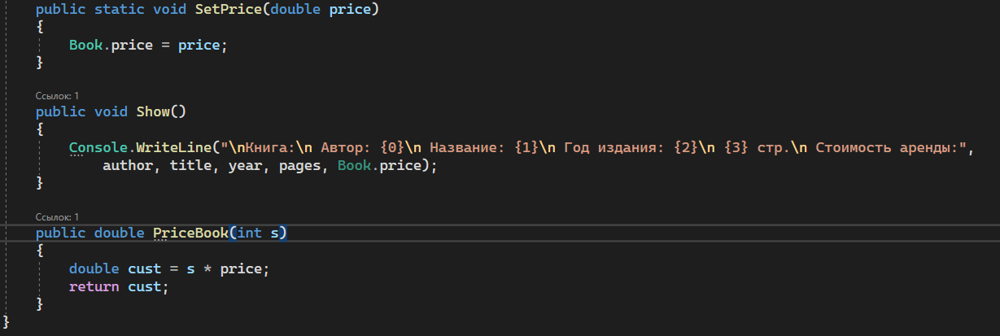 public static void SetPrice(double price)
{
Book.price = price;
}
Ссылок: 1
public void Show()
{
Console.WriteLine("\nКнига:\n Автор: {0}\n Название: {1}\n Год издания: {2}\n {3} стр.\n Стоимость аренды:",
author, title, year, pages, Book.price);
}
Ссылок: 1
public double PriceBook(int s)
{
double cust = s * price;
return cust;
}
}